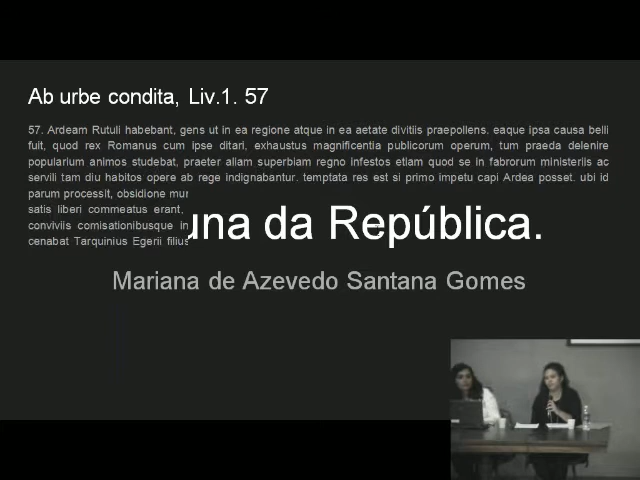 Ab urbe condita, Liv.1. 57
57. Ardeam Rutuli habebant, gens ut in ea regione atque in ea aetate divitiis praepollens. eaque ipsa causa belli
fuit, quod rex Romanus cum ipse ditari, exhaustus magnificentia publicorum operum, tum praeda delenire
popularium animos studebat, praeter aliam superbiam regno infestos etiam quod se in fabrorum ministeriis ac
servili tam diu habitos opere ab rege indignabantur. temptata res est si primo impetu capi Ardea posset. ubi id
parum processit, obsidione
satis liberi commeatus erant,
conviviis comisationibusque
cenabat Tarquinius Egerii filius
da República.
Mariana de Azevedo Santana Gomes